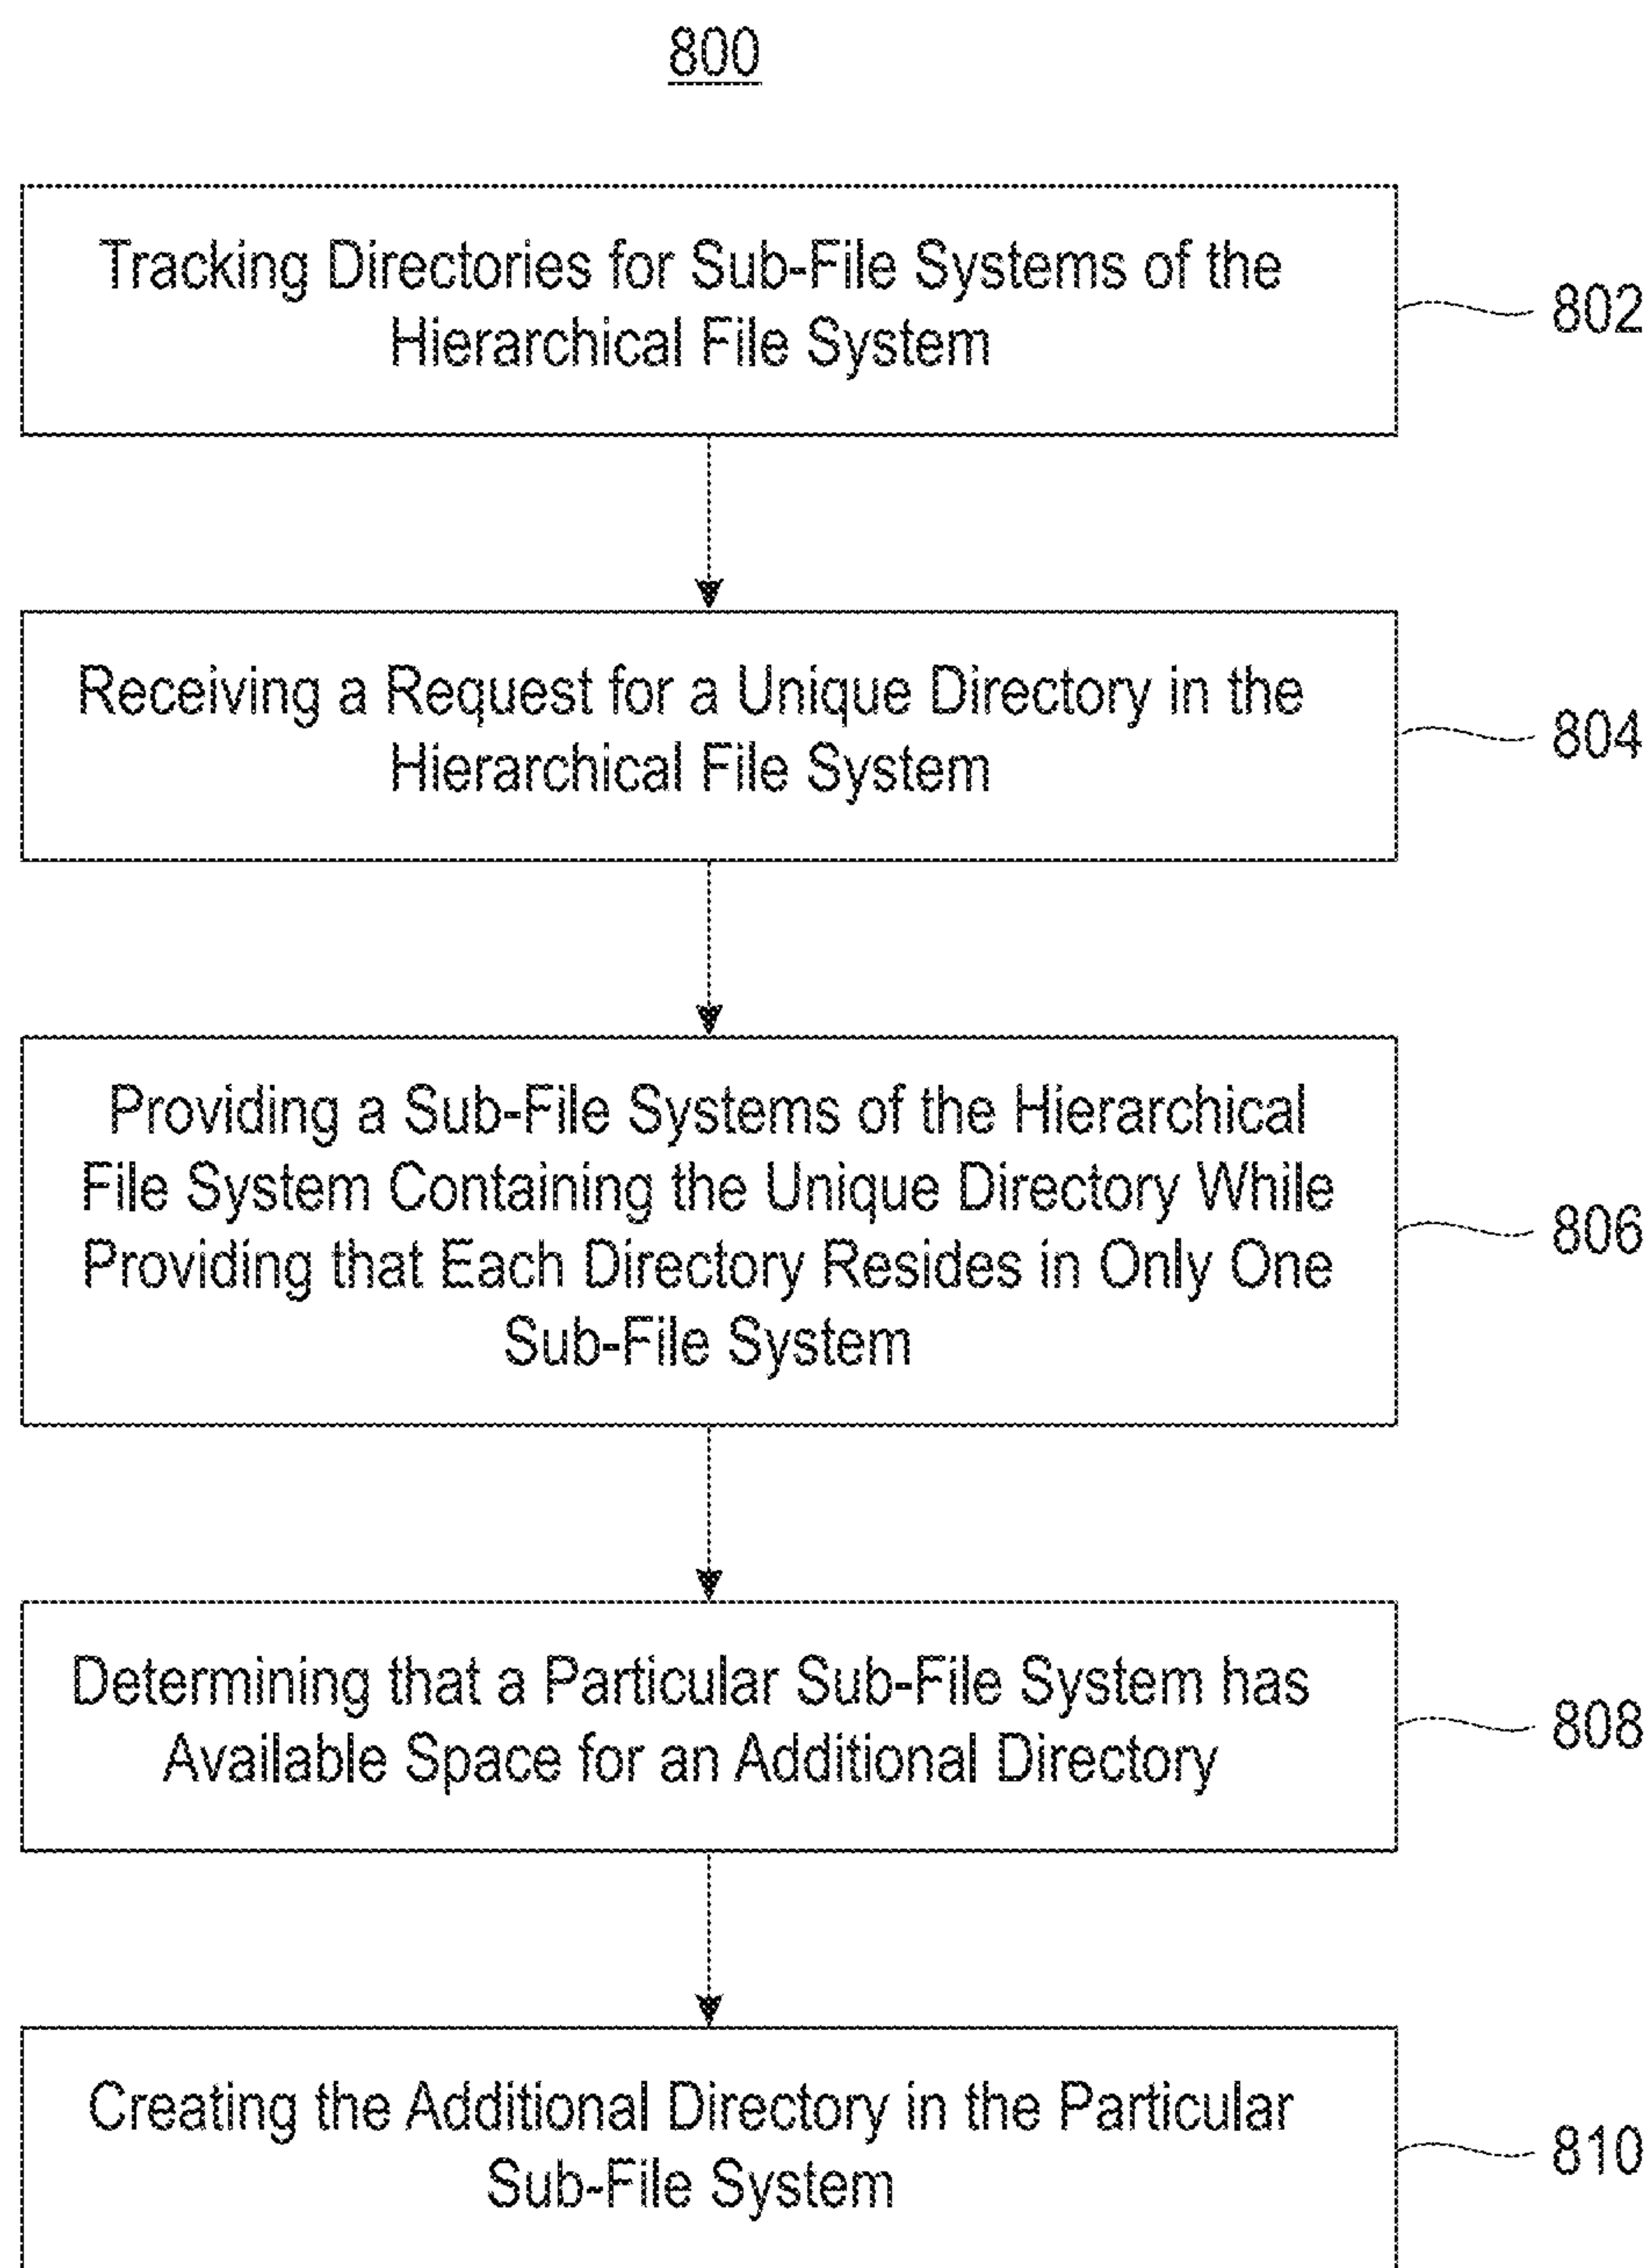 800
Tracking Directories for Sub-File Systems of the
Hierarchical File System
802
Receiving a Request for a Unique Directory in the
Hierarchical File System
804
Providing a Sub-File Systems of the Hierarchical
File System Containing the Unique Directory While
Providing that Each Directory Resides in Only One
Sub-File System
806
Determining that a Particular Sub-File System has
Available Space for an Additional Directory
808
Creating the Additional Directory in the Particular
Sub-File System
810